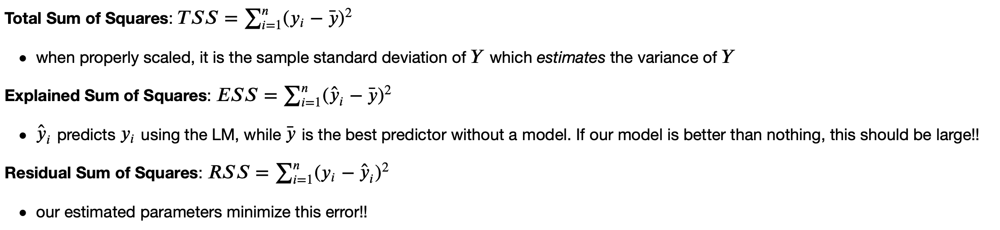 Total Sum of Squares: $TSS = \sum_{i=1}^{n}(y_i - \bar{y})^2$
• when properly scaled, it is the sample standard deviation of $Y$ which estimates the variance of $Y$
Explained Sum of Squares: $ESS = \sum_{i=1}^{n}(\hat{y}_i - \bar{y})^2$
• $\hat{y}_i$ predicts $y_i$ using the LM, while $\bar{y}$ is the best predictor without a model. If our model is better than nothing, this should be large!!
Residual Sum of Squares: $RSS = \sum_{i=1}^{n}(y_i - \hat{y}_i)^2$
• our estimated parameters minimize this error!!